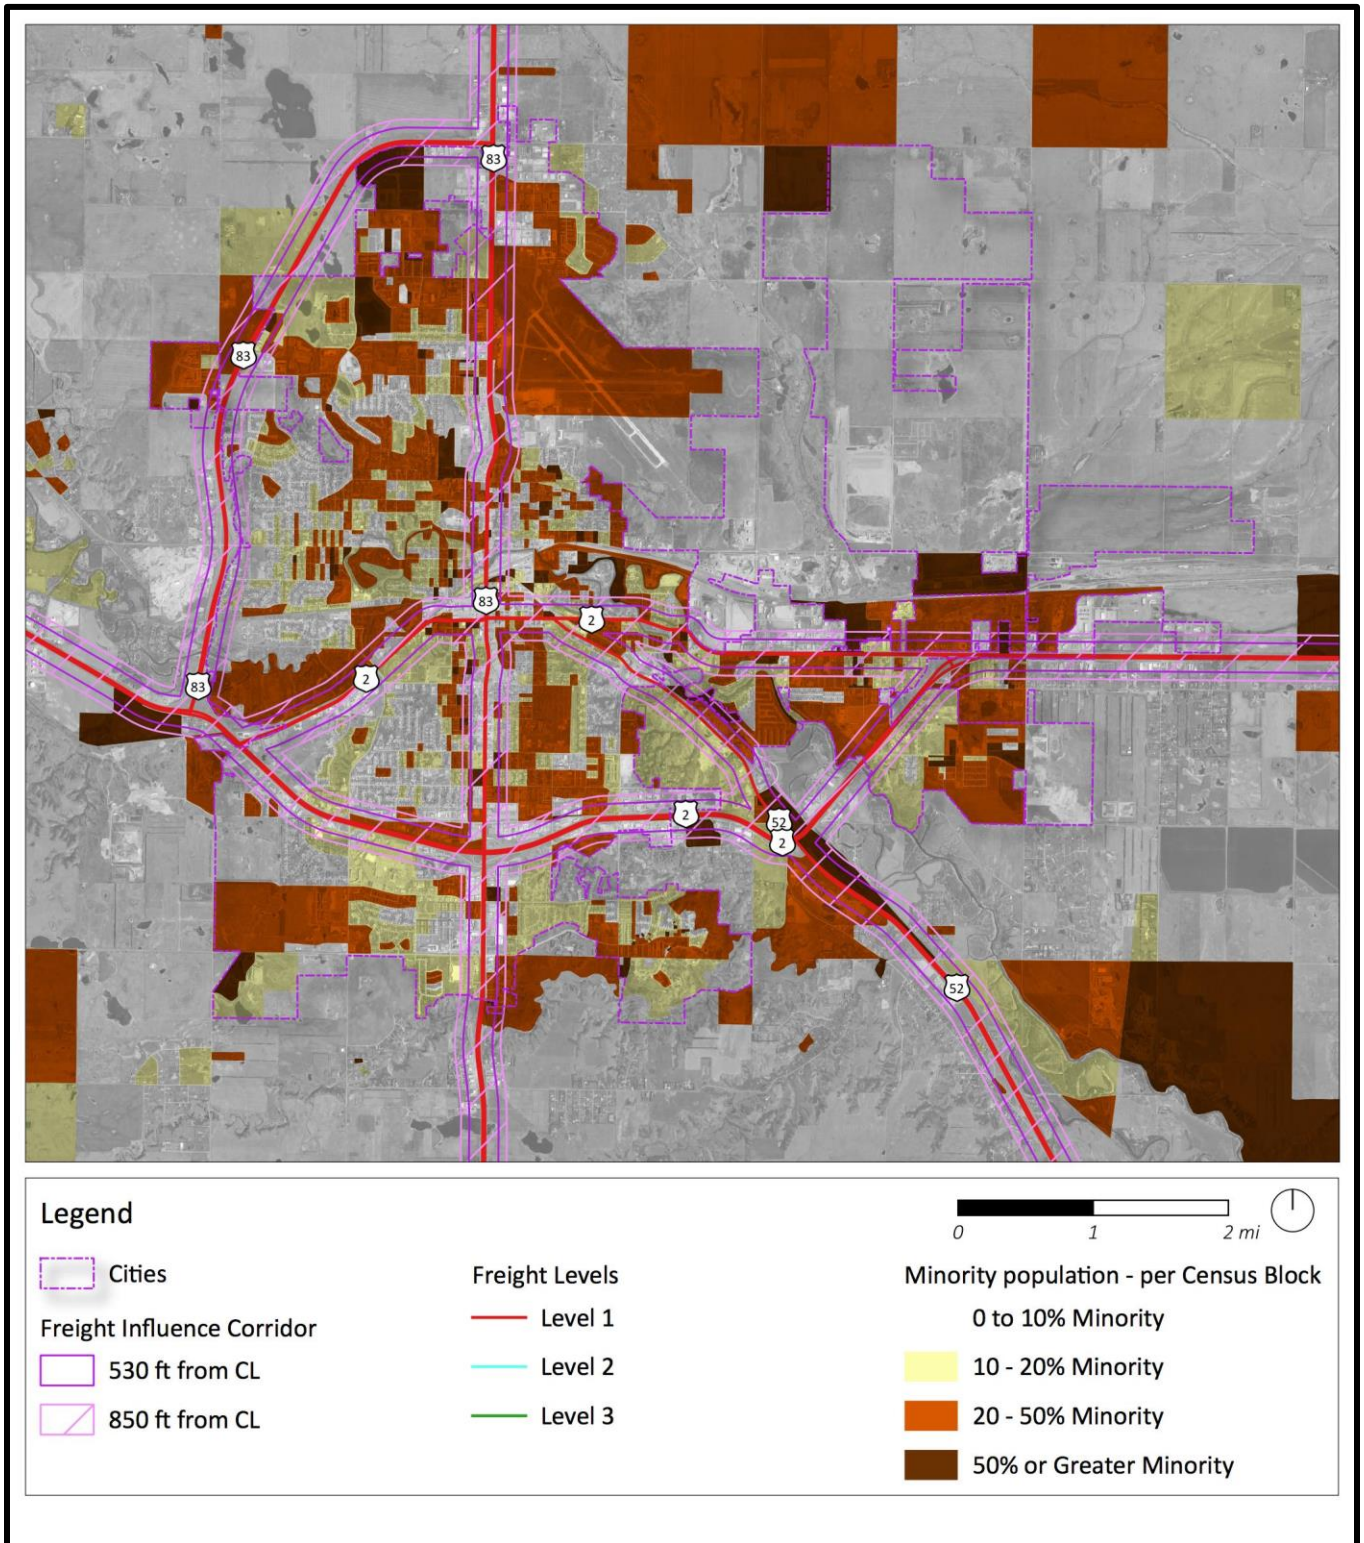 83
83
83
2
83
2
2
52
2
52
Legend
0
1
2 mi
Cities
Freight Levels
Minority population - per Census Block
Level 1
0 to 10% Minority
Freight Influence Corridor
530 ft from CL
Level 2
10 - 20% Minority
850 ft from CL
Level 3
20 - 50% Minority
50% or Greater Minority